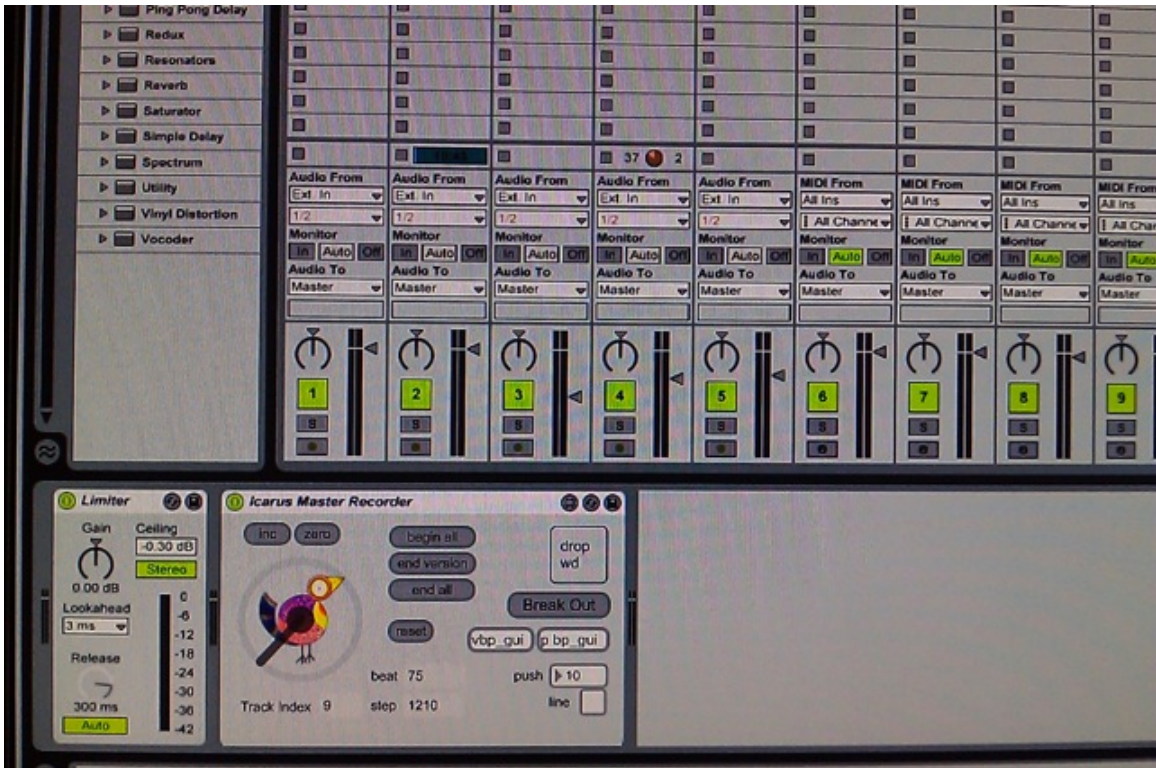 Ping Pong Delay
Redux
Resonators
Reverb
Saturator
Simple Delay
Spectrum
Utility
Vinyl Distortion
Vocoder
37 2
Audio From Audio From Audio From Audio From Audio From MIDI From MIDI From MIDI From MIDI From
Ext. In Ext. In Ext. In Ext. In Ext. In All Ins All Ins All Ins All Ins
1/2 1/2 1/2 1/2 1/2 All Channe All Channe All Channe All Char
Monitor Monitor Monitor Monitor Monitor Monitor Monitor Monitor Monitor
In Auto Off In Auto Off In Auto Off In Auto Off In Auto Off In Auto Off In Auto Off In Auto Off In Auto
Audio To Audio To Audio To Audio To Audio To Audio To Audio To Audio To Audio To
Master Master Master Master Master Master Master Master Master
1 2 3 4 5 6 7 8 9
S S S S S S S S S
Limiter
Gain Ceiling
-0.30 dB
Stereo
0.00 dB
Lookahead
3 ms
Release
300 ms
Auto
0
-6
-12
-18
-24
-30
-36
-42
Icarus Master Recorder
inc zero
begin all
end version
end all
reset
drop
wd
Break Out
vbp_gui p bp_gui
beat 75 push 10
Track Index 9 step 1210 line